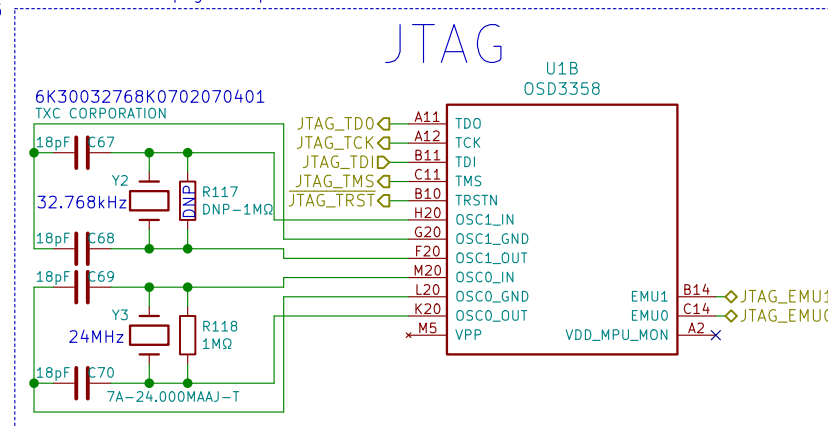 JTAG
U1B
OSD3358
6K30032768K0702070401
TXC CORPORATION
18pF C67
Y2
32.768kHz
DNP
R117
DNP-1MΩ
18pF C68
18pF C69
Y3
24MHz
R118
1MΩ
18pF C70
7A-24.000MAAJ-T
JTAG_TDO A11 TDO
JTAG_TCK A12 TCK
JTAG_TDI B11 TDI
JTAG_TMS C11 TMS
JTAG_TRST B10 TRSTN
H20 OSC1_IN
G20 OSC1_GND
F20 OSC1_OUT
M20 OSC0_IN
L20 OSC0_GND
K20 OSC0_OUT
M5 VPP
EMU1 B14 JTAG_EMU1
EMU0 C14 JTAG_EMU0
VDD_MPU_MON A2